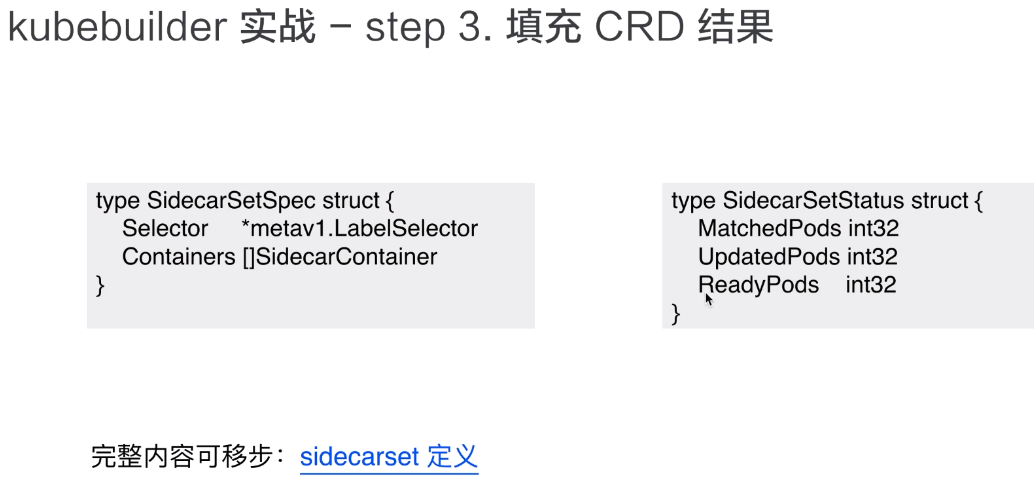 kubebuilder 实战 – step 3. 填充 CRD 结果
type SidecarSetSpec struct {
Selector *metav1.LabelSelector
Containers []SidecarContainer
}
type SidecarSetStatus struct {
MatchedPods int32
UpdatedPods int32
ReadyPods int32
}
完整内容可移步：sidecarset 定义